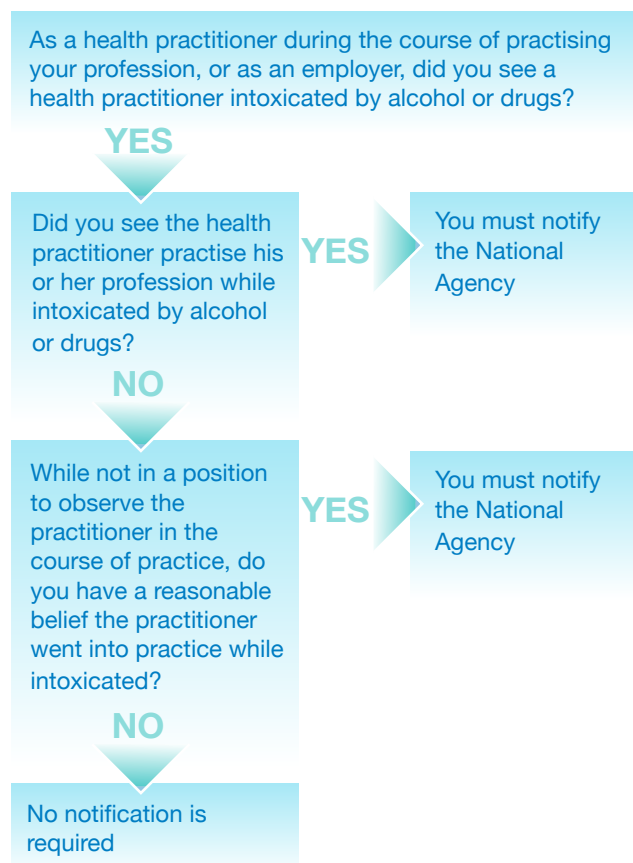 As a health practitioner during the course of practising
your profession, or as an employer, did you see a
health practitioner intoxicated by alcohol or drugs?
YES
Did you see the health
practitioner practise his
or her profession while
intoxicated by alcohol
or drugs?
YES
You must notify
the National
Agency
NO
While not in a position
to observe the
practitioner in the
course of practice, do
you have a reasonable
belief the practitioner
went into practice while
intoxicated?
YES
You must notify
the National
Agency
NO
No notification is
required